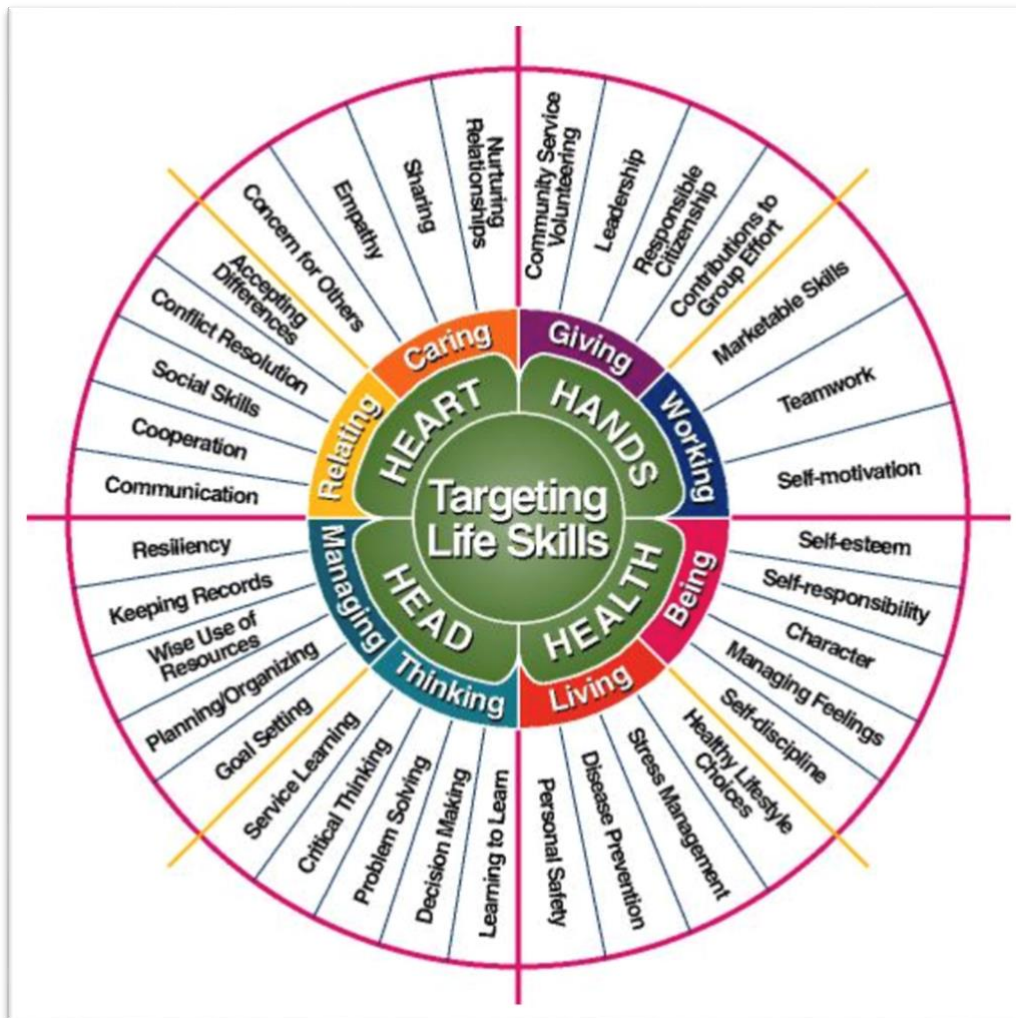 Targeting
Life Skills
HEART
HANDS
HEALTH
HEAD
Caring
Giving
Working
Being
Living
Thinking
Managing
Relating
Community Service
Volunteering
Leadership
Responsible
Citizenship
Contributions to
Group Effort
Marketable Skills
Teamwork
Self-motivation
Self-esteem
Self-responsibility
Character
Managing Feelings
Self-discipline
Healthy Lifestyle
Choices
Stress Management
Disease Prevention
Personal Safety
Learning to Learn
Decision Making
Problem Solving
Critical Thinking
Service Learning
Goal Setting
Planning/Organizing
Wise Use of
Resources
Keeping Records
Resiliency
Communication
Cooperation
Social Skills
Conflict Resolution
Accepting
Differences
Concern for Others
Empathy
Sharing
Nurturing
Relationships